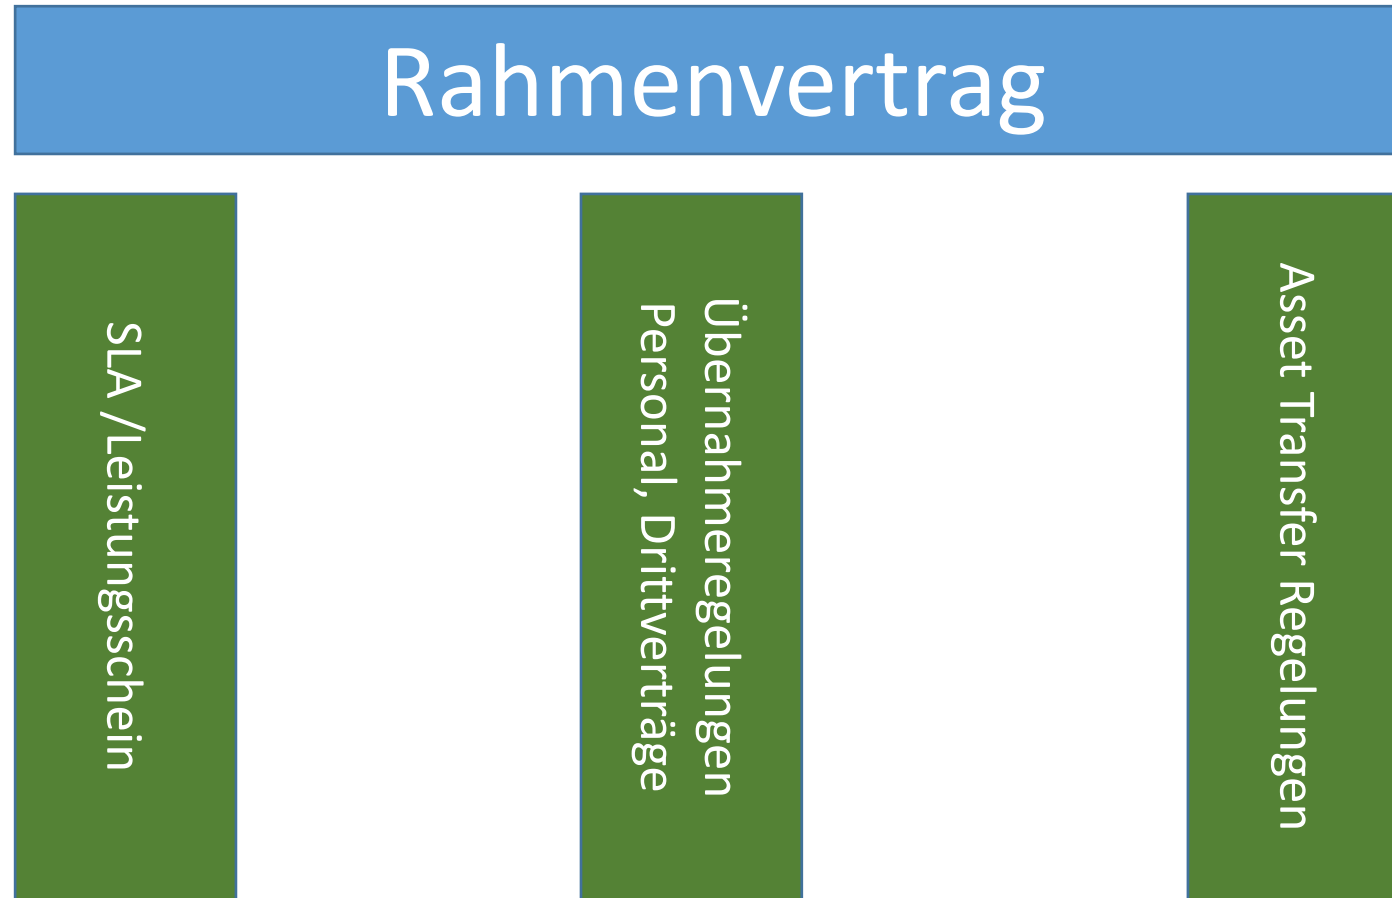 Rahmenvertrag
SLA /Leistungsschein
Übernahmeregelungen
Personal, Drittverträge
Asset Transfer Regelungen